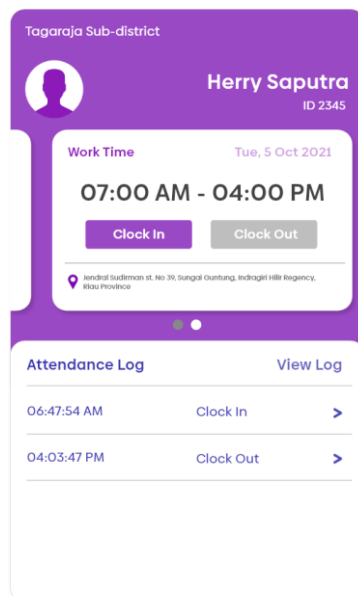 Tagaraja Sub-district
Herry Saputra
ID 2345
Work Time
Tue, 5 Oct 2021
07:00 AM - 04:00 PM
Clock In
Clock Out
Jendral Sudirman st. No 39, Sungai Guntung, Indragiri Hilir Regency,
Riau Province
Attendance Log
View Log
06:47:54 AM
Clock In
>
04:03:47 PM
Clock Out
>